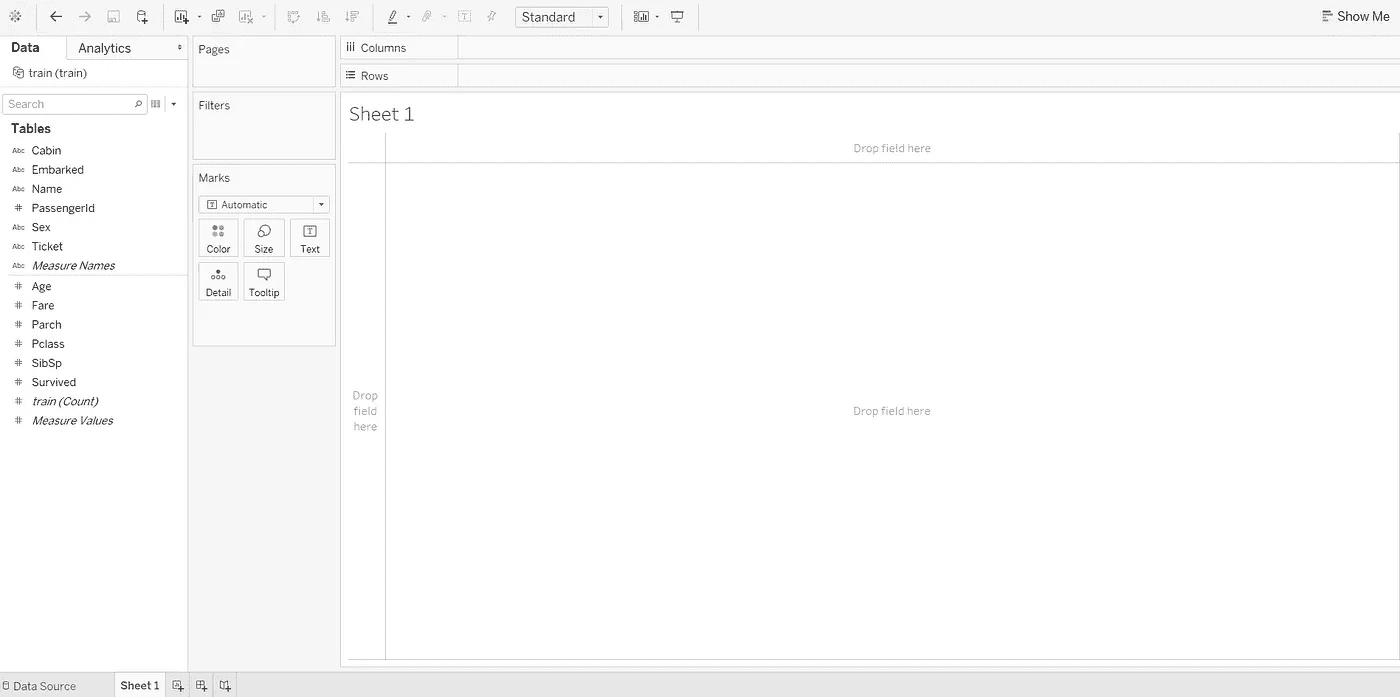 Standard
Show Me
Data
Analytics
train (train)
Search
Tables
Abc Cabin
Abc Embarked
Abc Name
# PassengerId
Abc Sex
Abc Ticket
Abc Measure Names
# Age
# Fare
# Parch
# Pclass
# SibSp
# Survived
# train (Count)
# Measure Values
Pages
Filters
Marks
T Automatic
Color
Size
T Text
Detail
Tooltip
Columns
Rows
Sheet 1
Drop field here
Drop
field
here
Drop field here
Data Source
Sheet 1